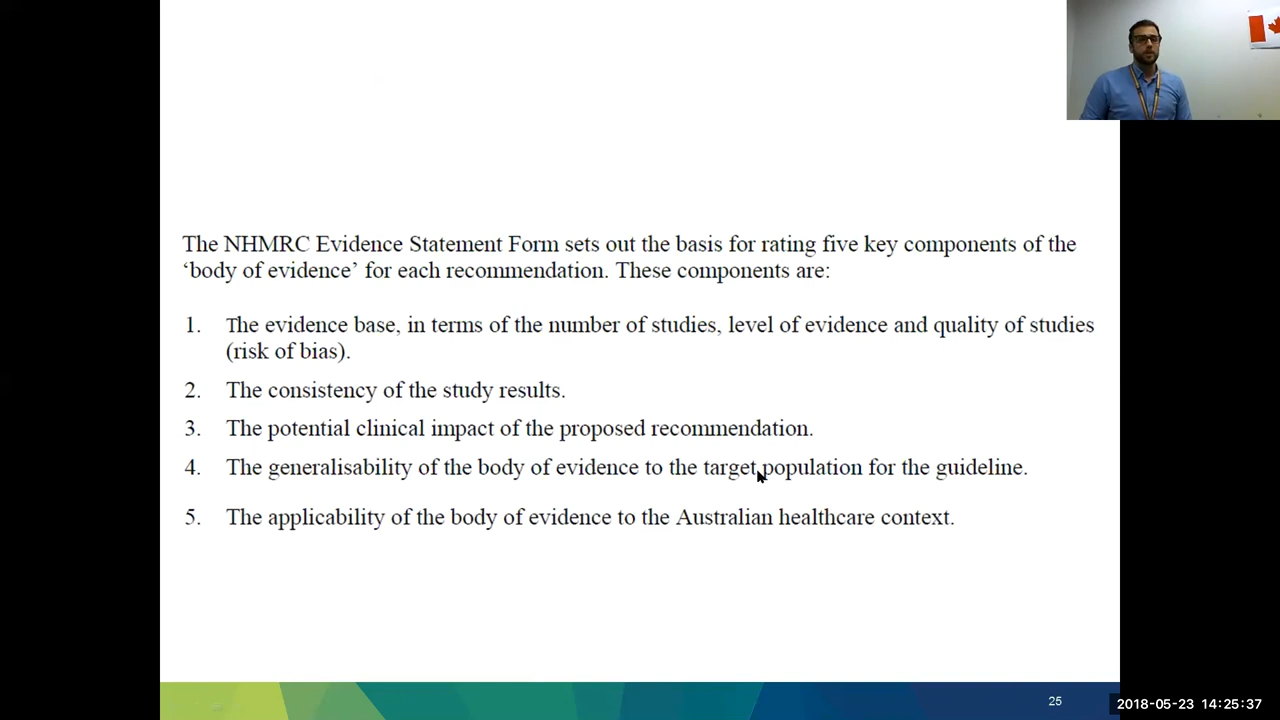 The NHMRC Evidence Statement Form sets out the basis for rating five key components of the
‘body of evidence’ for each recommendation. These components are:
1. The evidence base, in terms of the number of studies, level of evidence and quality of studies
(risk of bias).
2. The consistency of the study results.
3. The potential clinical impact of the proposed recommendation.
4. The generalisability of the body of evidence to the target population for the guideline.
5. The applicability of the body of evidence to the Australian healthcare context.
25
2018-05-23 14:25:37